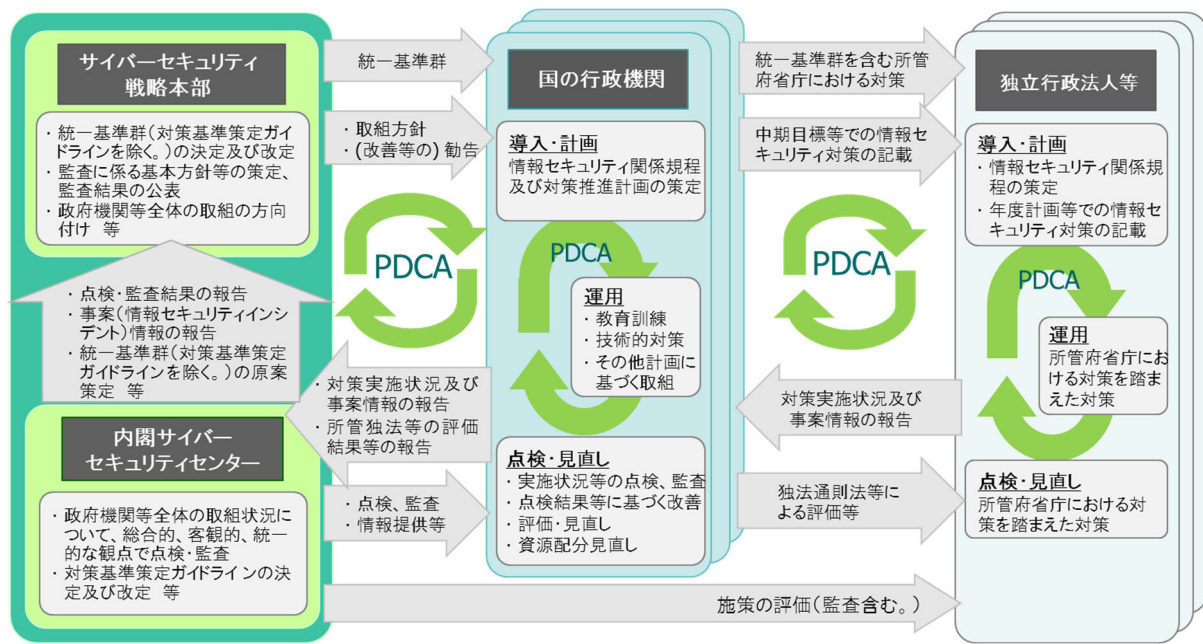 サイバーセキュリティ
戦略本部
・統一基準群(対策基準策定ガイ
ドラインを除く。)の決定及び改定
・監査に係る基本方針等の策定、
監査結果の公表
・政府機関等全体の取組の方向
付け 等
・点検・監査結果の報告
・事案(情報セキュリティインシ
デント)情報の報告
・統一基準群(対策基準策定
ガイドラインを除く。)の原案
策定 等
内閣サイバー
セキュリティセンター
・政府機関等全体の取組状況に
ついて、総合的、客観的、統一
的な観点で点検・監査
・対策基準策定ガイドラインの決
定及び改定 等
統一基準群
・取組方針
・(改善等の) 勧告
PDCA
・対策実施状況及び
事案情報の報告
・所管独法等の評価
結果等の報告
・点検、監査
・情報提供等
国の行政機関
導入・計画
情報セキュリティ関係規程
及び対策推進計画の策定
PDCA
運用
・教育訓練
・技術的対策
・その他計画に
基づく取組
点検・見直し
・実施状況等の点検、監査
・点検結果等に基づく改善
・評価・見直し
・資源配分見直し
統一基準群を含む所管
府省庁における対策
中期目標等での情報セ
キュリティ対策の記載
PDCA
対策実施状況及び
事案情報の報告
独法通則法等に
よる評価等
施策の評価(監査含む。)
独立行政法人等
導入・計画
・情報セキュリティ関係規
程の策定
・年度計画等での情報セ
キュリティ対策の記載
PDCA
運用
所管府省庁にお
ける対策を踏ま
えた対策
点検・見直し
所管府省庁における対
策を踏まえた対策